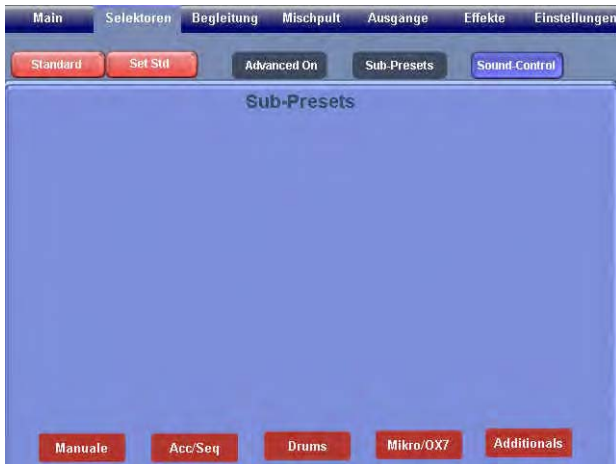 Main Selektoren Begleitung Mischpult Ausgange Effekte Einstellungen
Standard Set Std Advanced On Sub-Presets Sound-Control
Sub-Presets
Manuale Acc/Seq Drums Mikro/OX7 Additionals